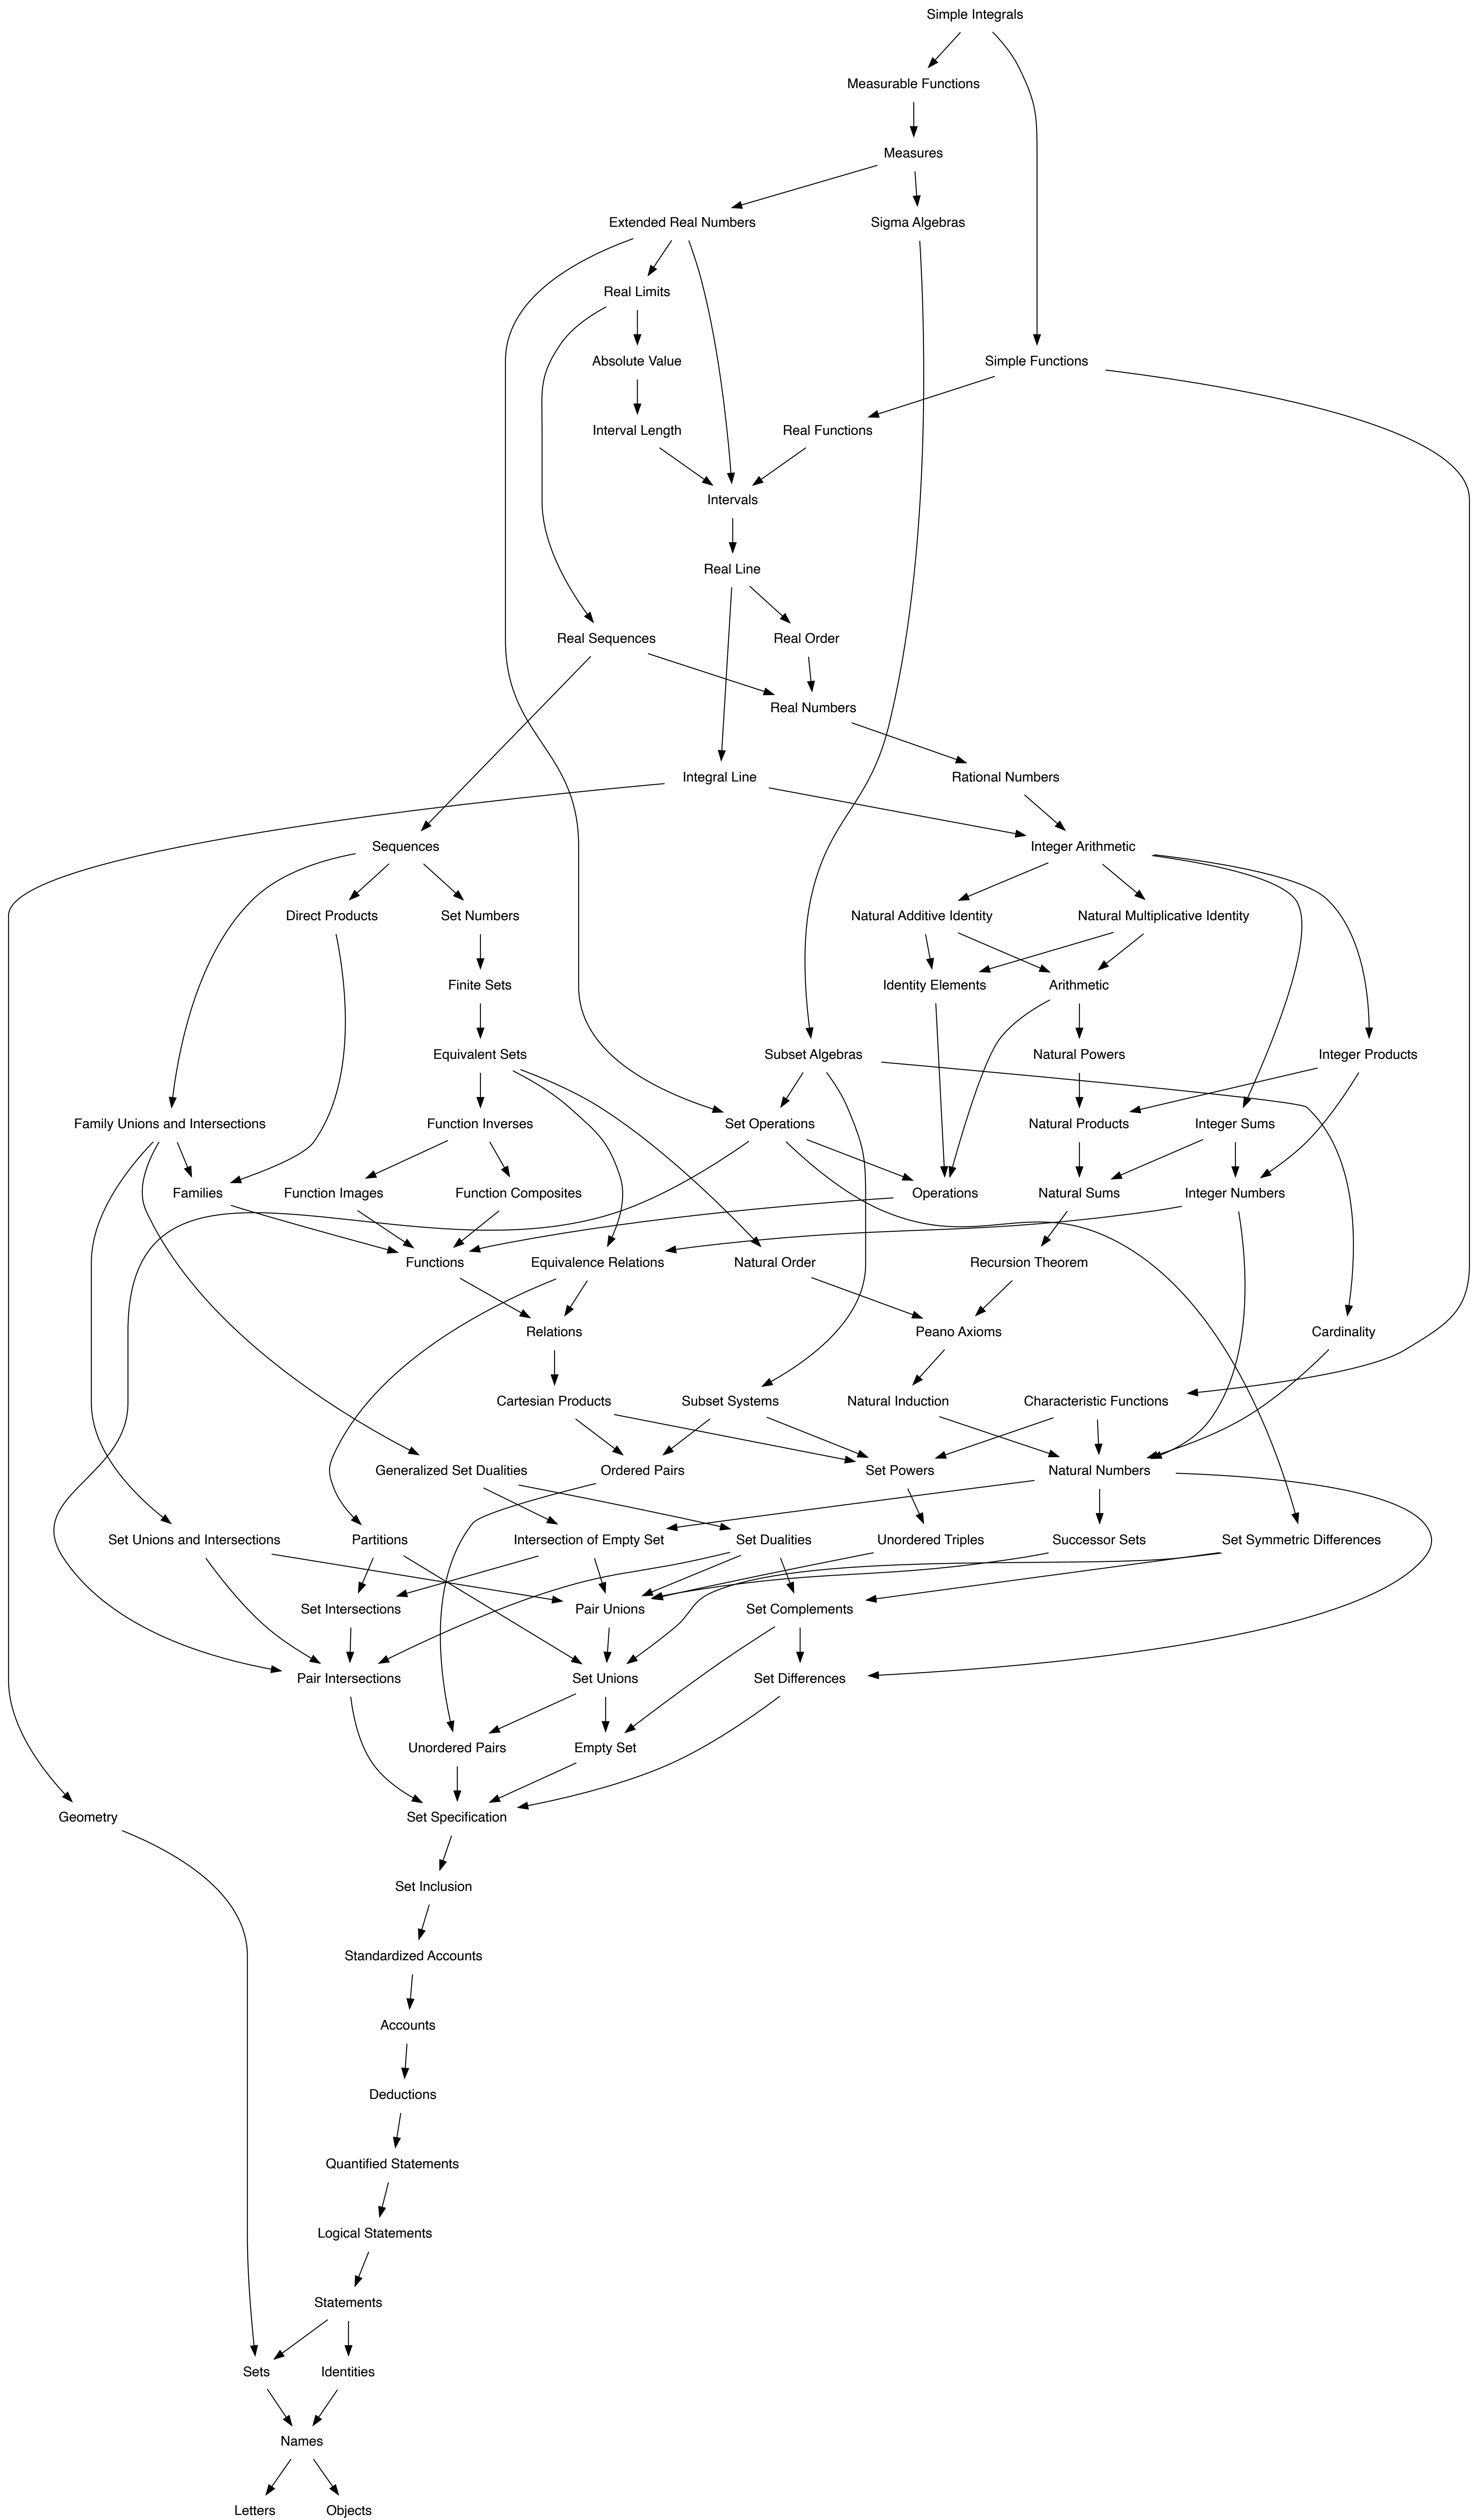 Simple Integrals
Measurable Functions
Measures
Extended Real Numbers
Sigma Algebras
Real Limits
Absolute Value
Simple Functions
Interval Length
Real Functions
Intervals
Real Line
Real Sequences
Real Order
Real Numbers
Integral Line
Rational Numbers
Sequences
Integer Arithmetic
Direct Products
Set Numbers
Natural Additive Identity
Natural Multiplicative Identity
Finite Sets
Identity Elements
Arithmetic
Equivalent Sets
Subset Algebras
Natural Powers
Integer Products
Family Unions and Intersections
Function Inverses
Set Operations
Natural Products
Integer Sums
Families
Function Images
Function Composites
Operations
Natural Sums
Integer Numbers
Functions
Equivalence Relations
Natural Order
Recursion Theorem
Relations
Peano Axioms
Cardinality
Cartesian Products
Subset Systems
Natural Induction
Characteristic Functions
Generalized Set Dualities
Ordered Pairs
Set Powers
Natural Numbers
Set Unions and Intersections
Partitions
Intersection of Empty Set
Set Dualities
Unordered Triples
Successor Sets
Set Symmetric Differences
Set Intersections
Pair Unions
Set Complements
Pair Intersections
Set Unions
Set Differences
Unordered Pairs
Empty Set
Geometry
Set Specification
Set Inclusion
Standardized Accounts
Accounts
Deductions
Quantified Statements
Logical Statements
Statements
Sets
Identities
Names
Letters
Objects